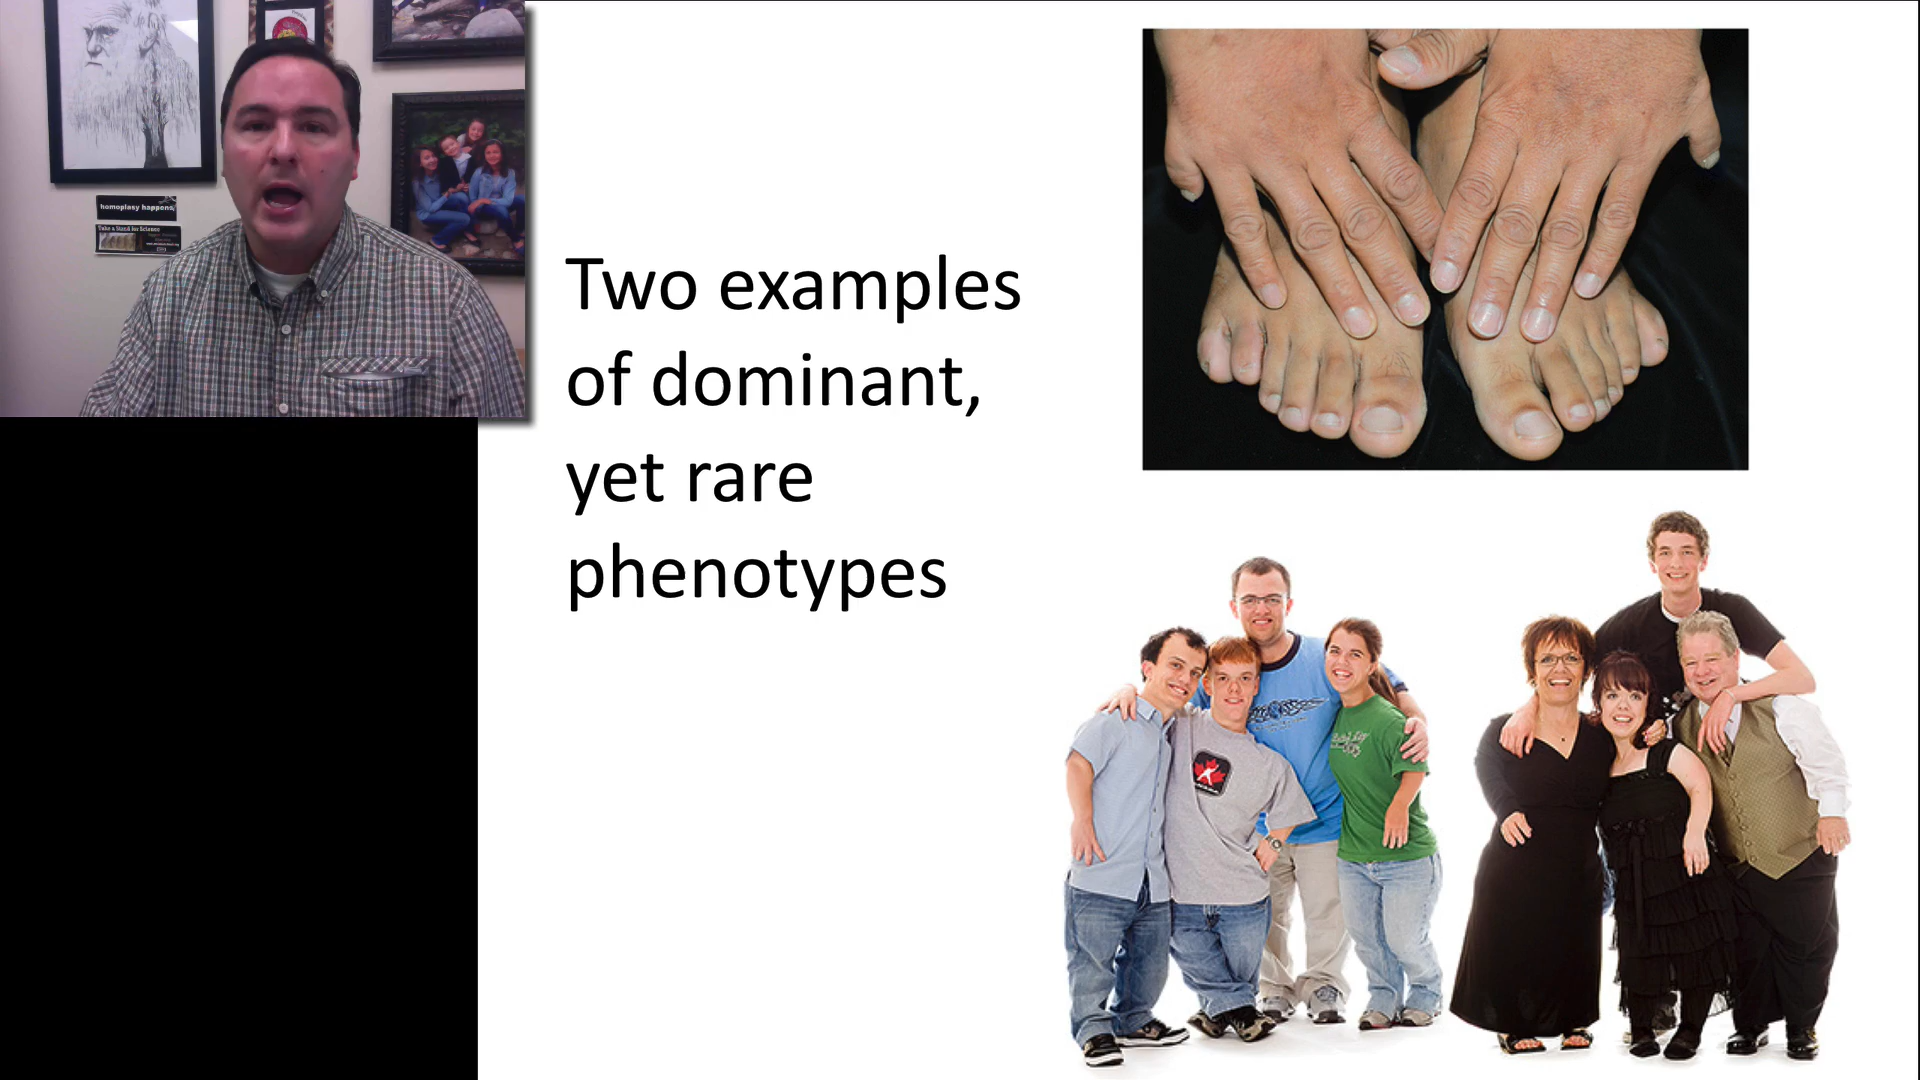 homoplasy happens
Take a Stand for Science
Two examples
of dominant,
yet rare
phenotypes